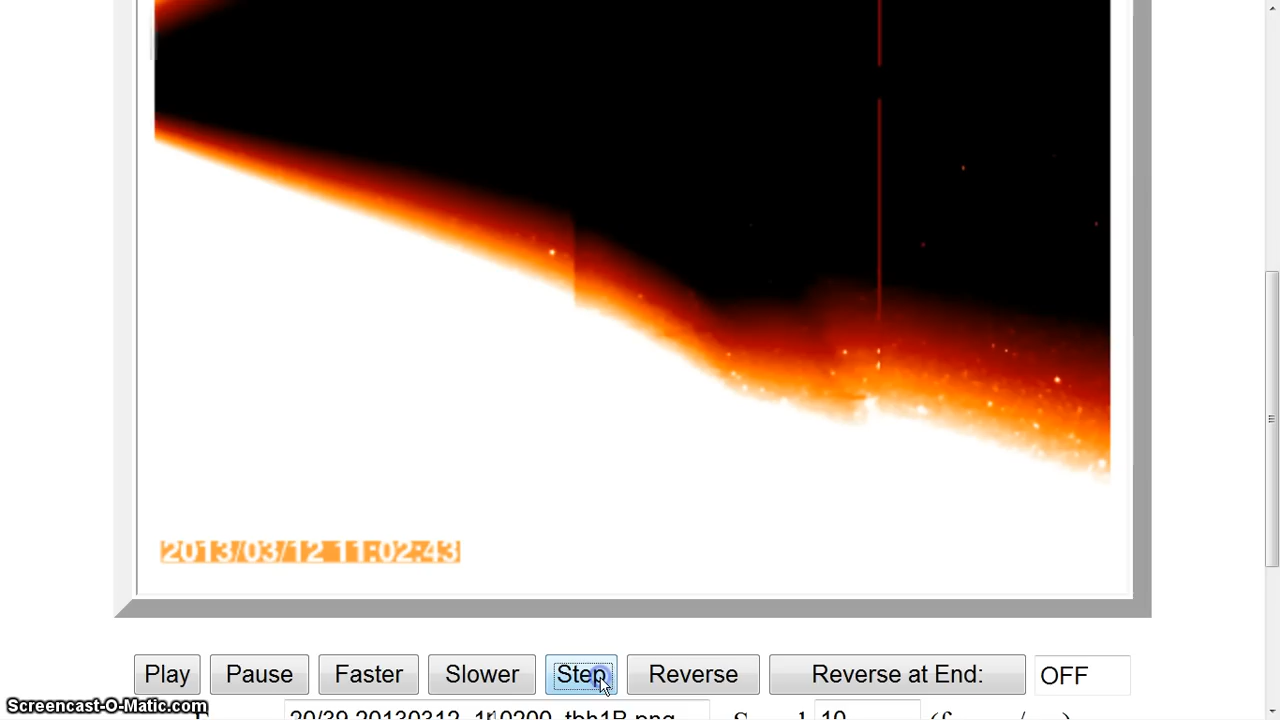 2013/03/12 11:02:43
Play Pause Faster Slower Step Reverse Reverse at End: OFF
Screencast-O-Matic.com